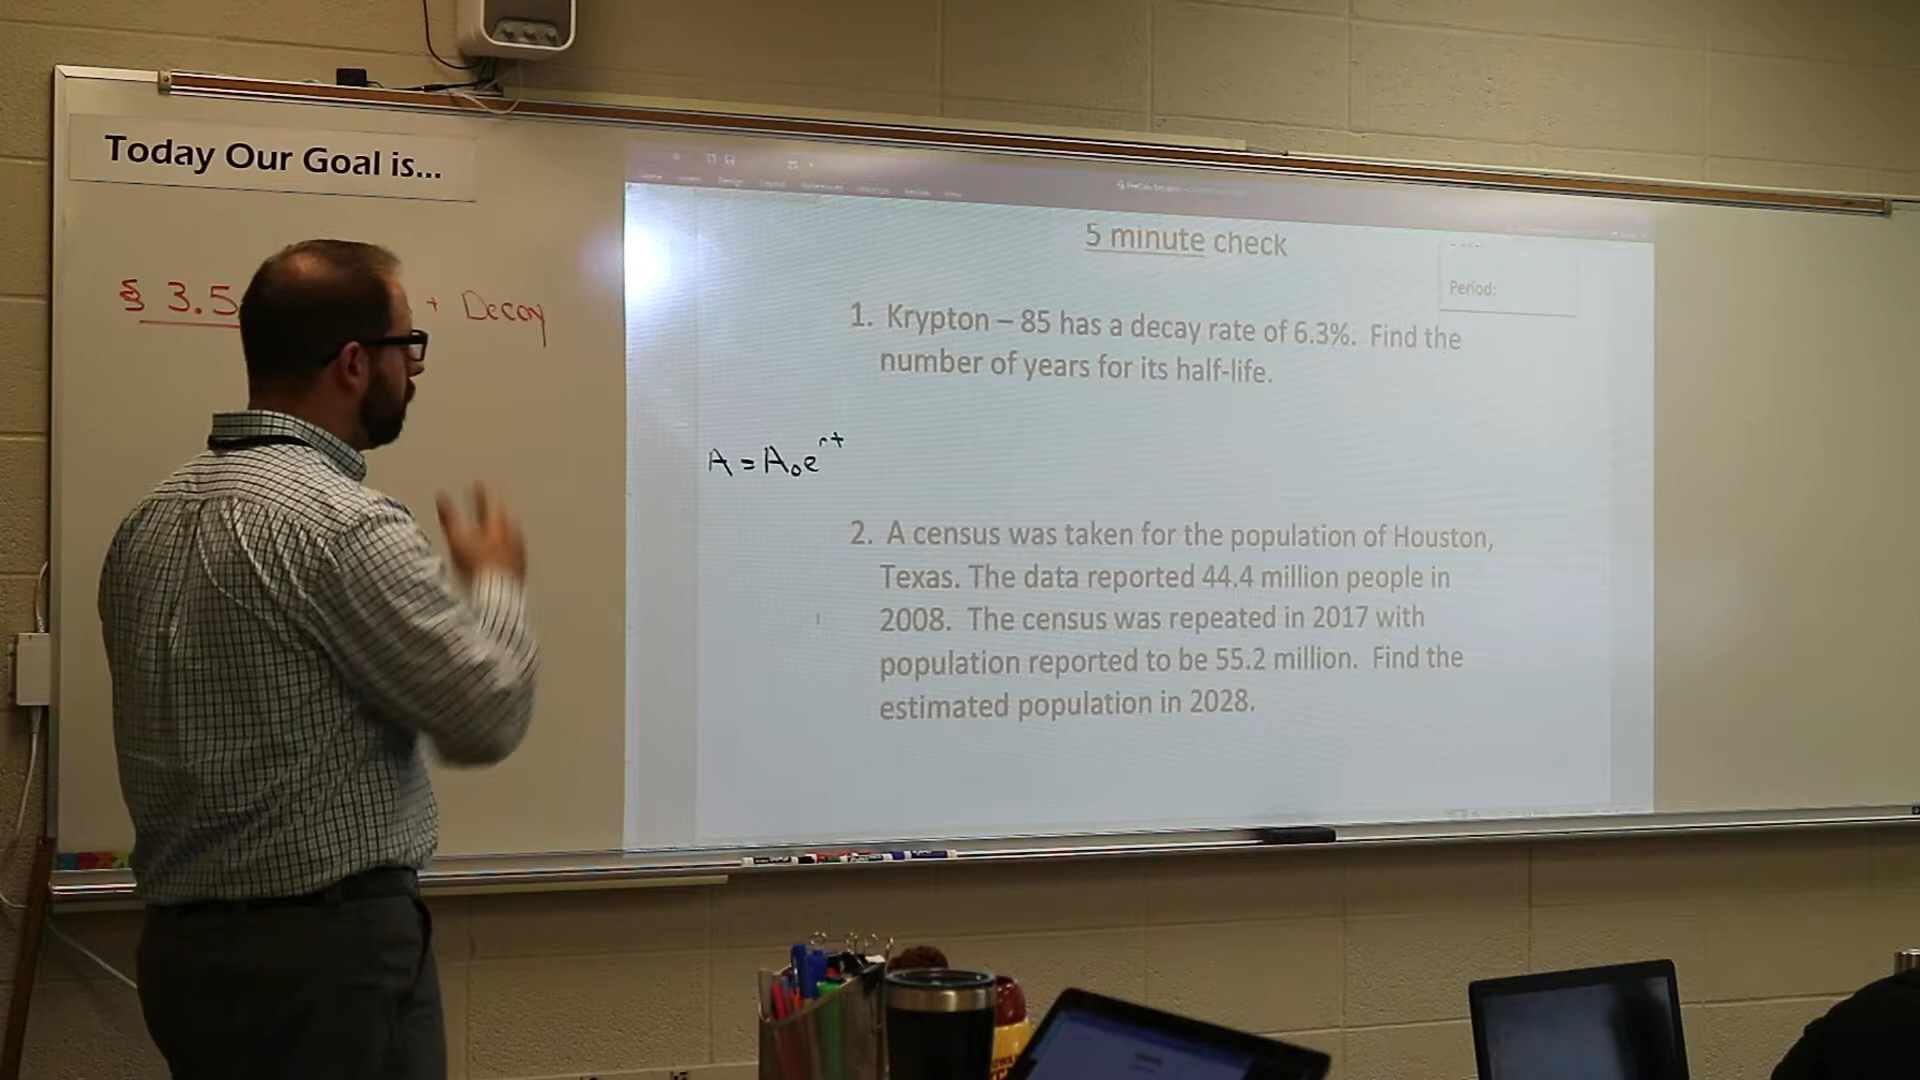 Today Our Goal is...
§ 3.5
+ Decay
5 minute check
Period:
1. Krypton – 85 has a decay rate of 6.3%. Find the
number of years for its half-life.
A = A₀e^rt
2. A census was taken for the population of Houston,
Texas. The data reported 44.4 million people in
2008. The census was repeated in 2017 with
population reported to be 55.2 million. Find the
estimated population in 2028.